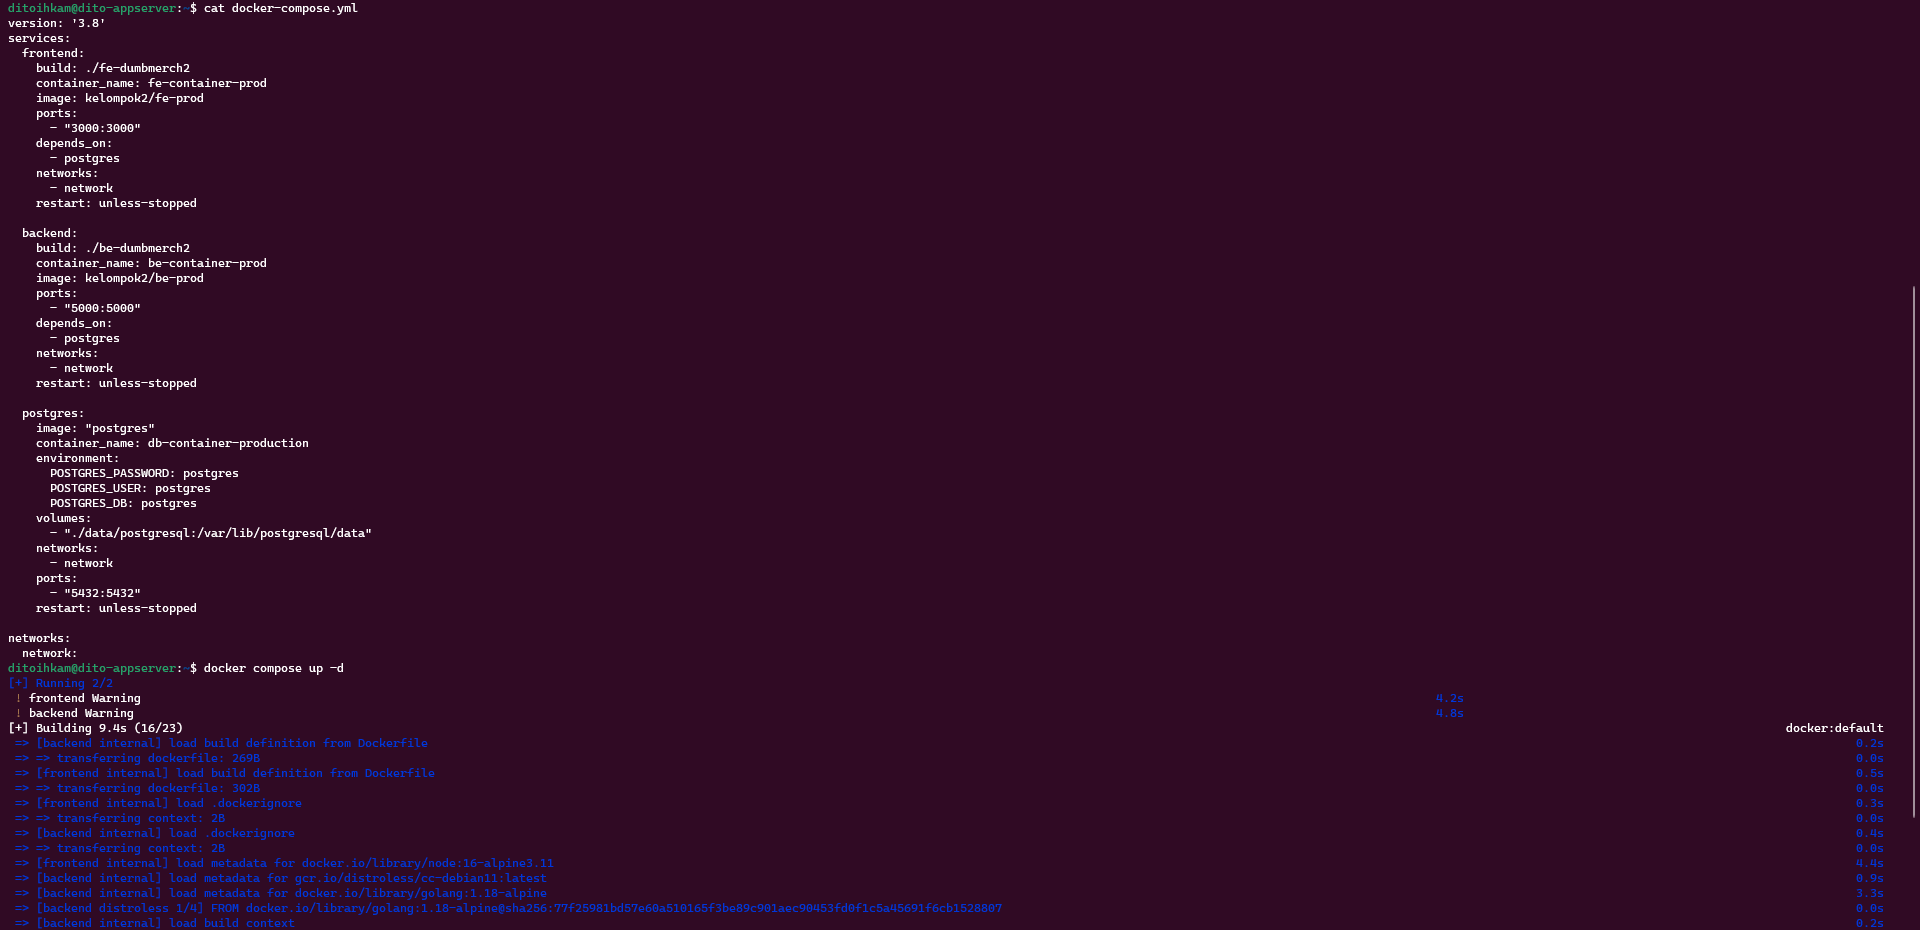 ditoihkam@dito-appserver:~$ cat docker-compose.yml
version: '3.8'
services:
  frontend:
    build: ./fe-dumbmerch2
    container_name: fe-container-prod
    image: kelompok2/fe-prod
    ports:
      - "3000:3000"
    depends_on:
      - postgres
    networks:
      - network
    restart: unless-stopped

  backend:
    build: ./be-dumbmerch2
    container_name: be-container-prod
    image: kelompok2/be-prod
    ports:
      - "5000:5000"
    depends_on:
      - postgres
    networks:
      - network
    restart: unless-stopped

  postgres:
    image: "postgres"
    container_name: db-container-production
    environment:
      POSTGRES_PASSWORD: postgres
      POSTGRES_USER: postgres
      POSTGRES_DB: postgres
    volumes:
      - "./data/postgresql:/var/lib/postgresql/data"
    networks:
      - network
    ports:
      - "5432:5432"
    restart: unless-stopped

networks:
  network:
ditoihkam@dito-appserver:~$ docker compose up -d
[+] Running 2/2
 ! frontend Warning 4.2s
 ! backend Warning 4.8s
[+] Building 9.4s (16/23) docker:default
 => [backend internal] load build definition from Dockerfile 0.2s
 => => transferring dockerfile: 269B 0.0s
 => [frontend internal] load build definition from Dockerfile 0.5s
 => => transferring dockerfile: 302B 0.0s
 => [frontend internal] load .dockerignore 0.3s
 => => transferring context: 2B 0.0s
 => [backend internal] load .dockerignore 0.4s
 => => transferring context: 2B 0.0s
 => [frontend internal] load metadata for docker.io/library/node:16-alpine3.11 4.4s
 => [backend internal] load metadata for gcr.io/distroless/cc-debian11:latest 0.9s
 => [backend internal] load metadata for docker.io/library/golang:1.18-alpine 3.3s
 => [backend distroless 1/4] FROM docker.io/library/golang:1.18-alpine@sha256:77f25981bd57e60a510165f3be89c901aec90453fd0f1c5a45691f6cb1528807 0.0s
 => [backend internal] load build context 0.2s